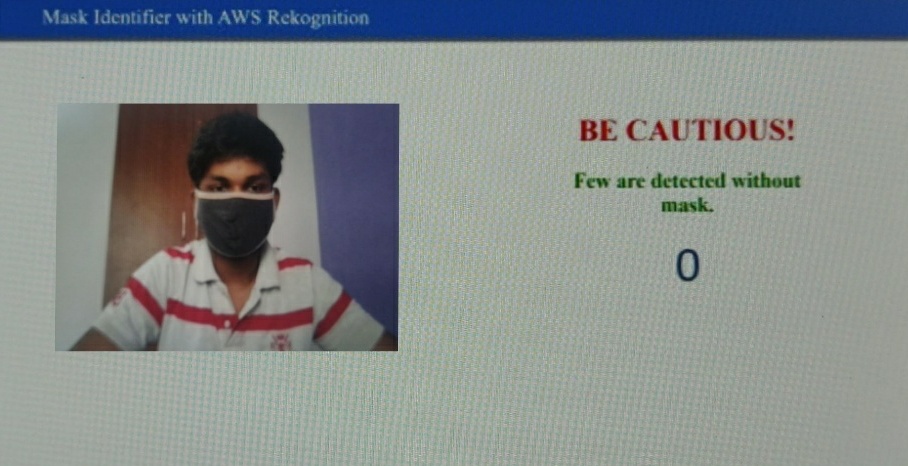 Mask Identifier with AWS Rekognition
BE CAUTIOUS!
Few are detected without
mask.
0